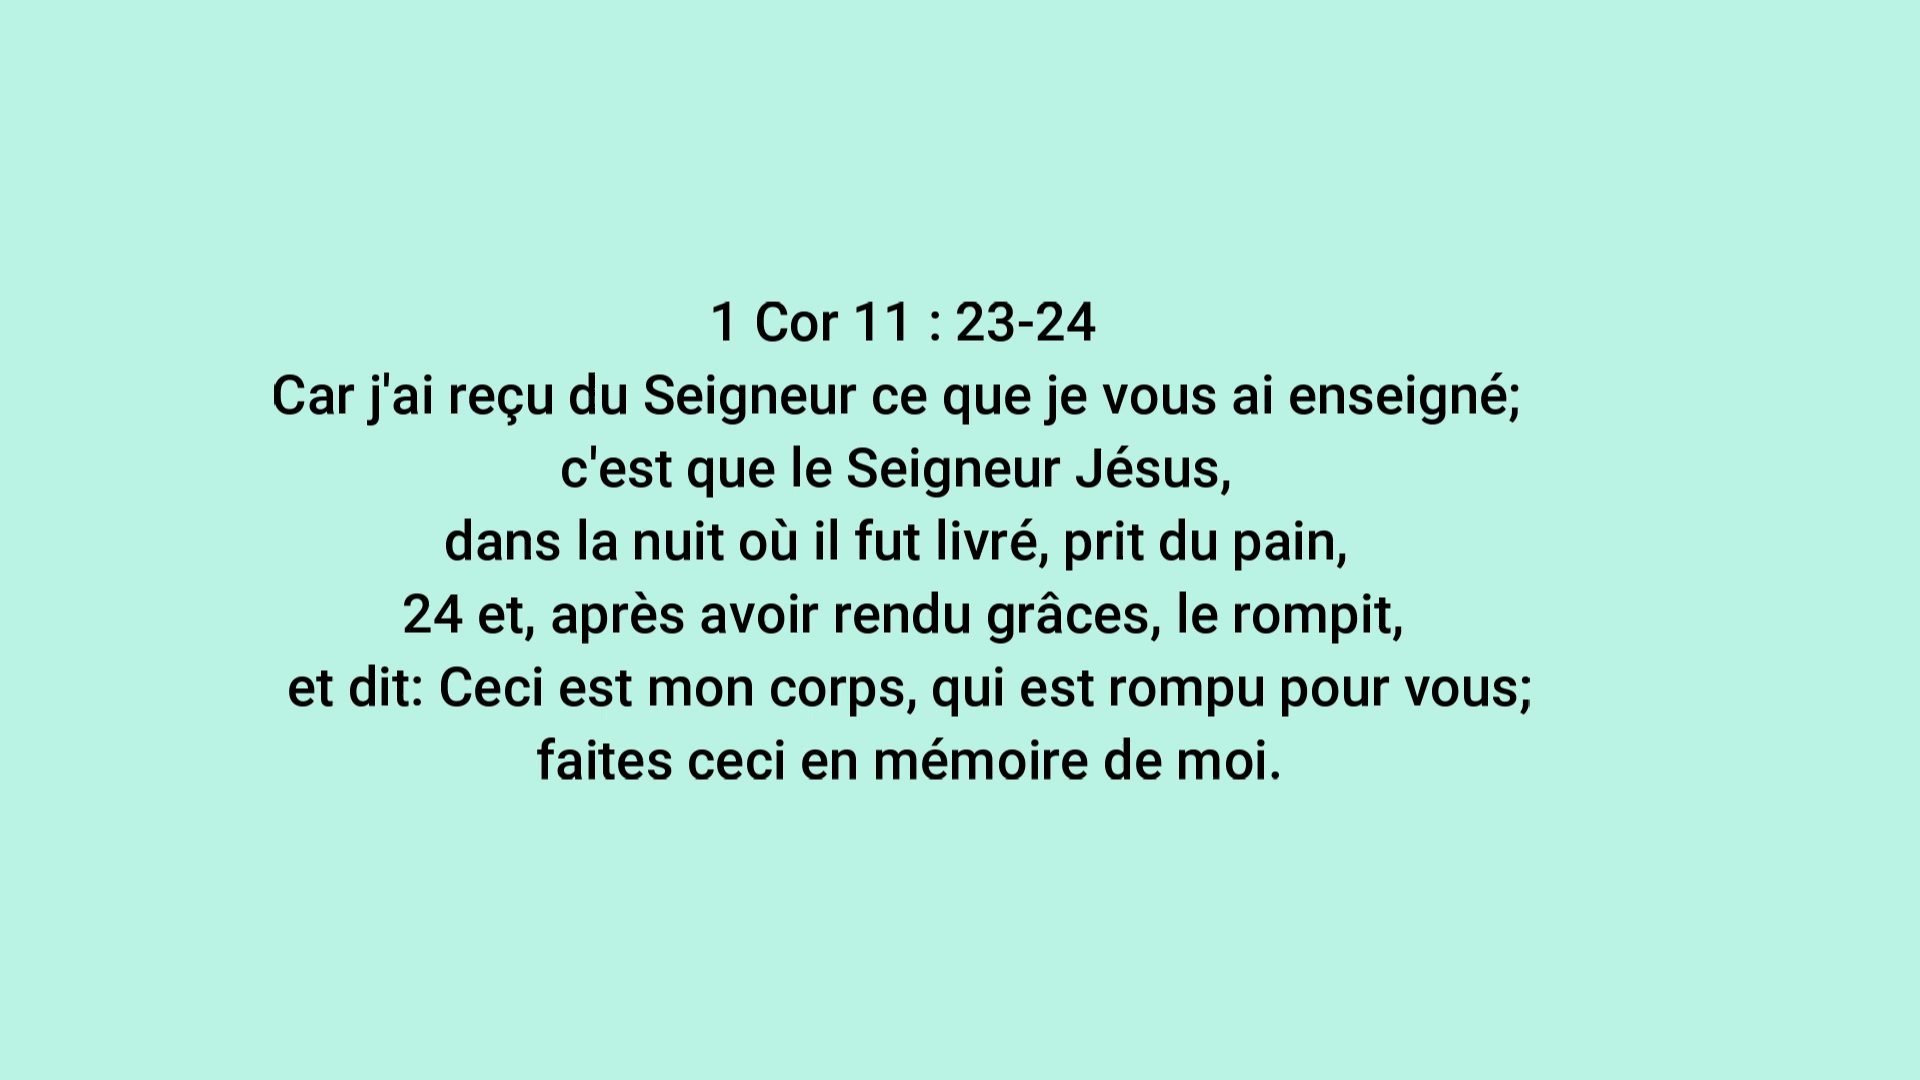 1 Cor 11 : 23-24
Car j'ai reçu du Seigneur ce que je vous ai enseigné;
c'est que le Seigneur Jésus,
dans la nuit où il fut livré, prit du pain,
24 et, après avoir rendu grâces, le rompit,
et dit: Ceci est mon corps, qui est rompu pour vous;
faites ceci en mémoire de moi.